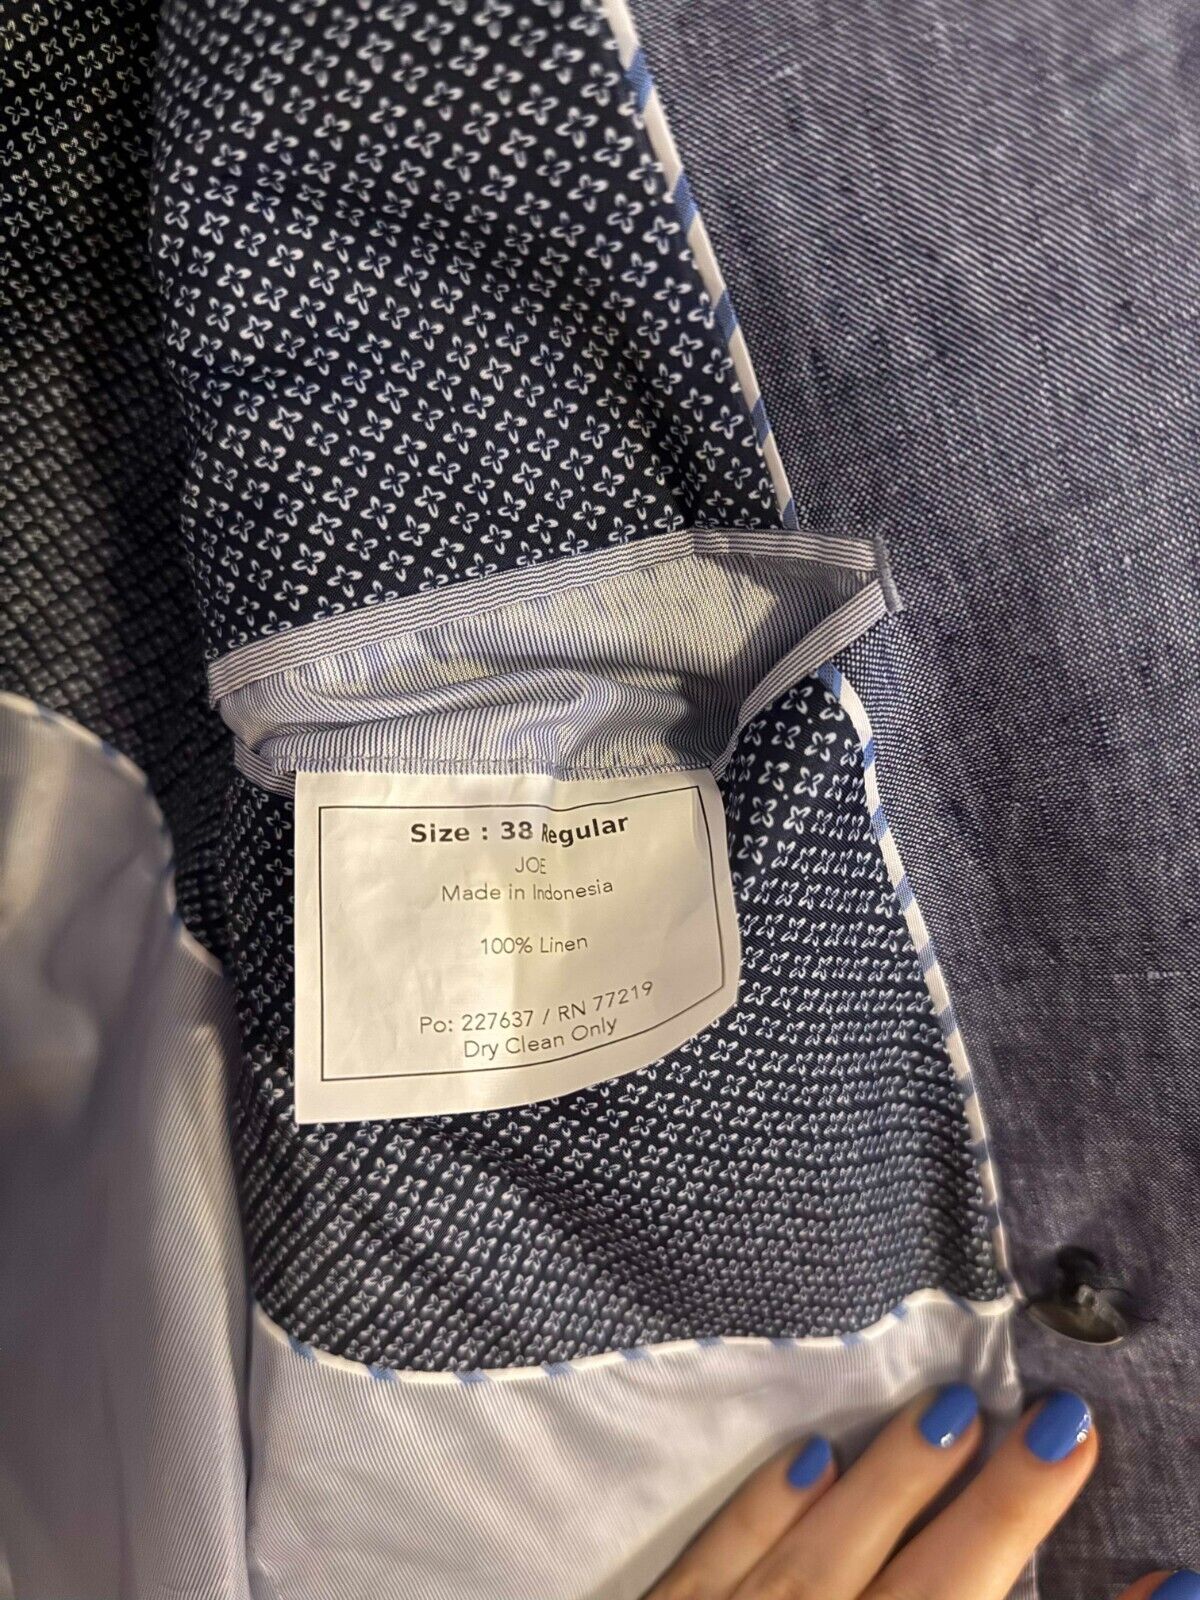 Size : 38 Regular
JOE
Made in Indonesia
100% Linen
Po: 227637 / RN 77219
Dry Clean Only